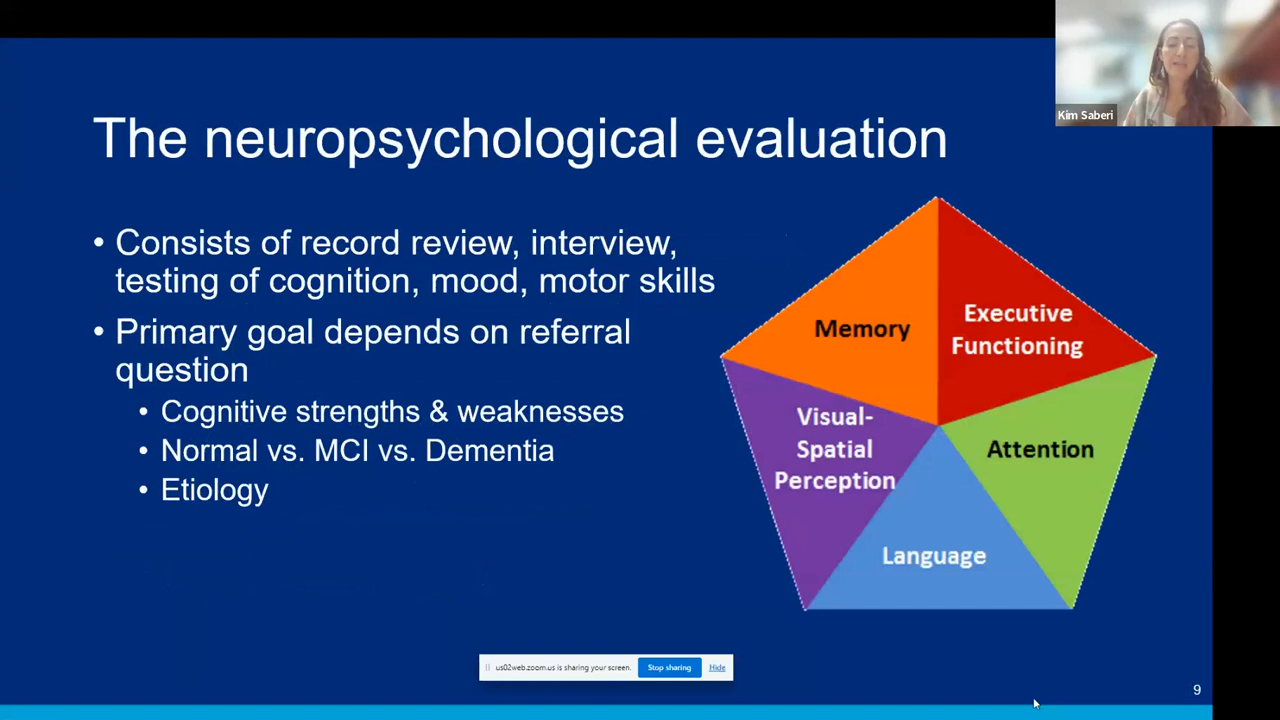 Kim Saberi
The neuropsychological evaluation
• Consists of record review, interview,
testing of cognition, mood, motor skills
• Primary goal depends on referral
question
• Cognitive strengths & weaknesses
• Normal vs. MCI vs. Dementia
• Etiology
Memory
Executive
Functioning
Visual-
Spatial
Perception
Attention
Language
us02web.zoom.us is sharing your screen.
Stop sharing
Hide
9